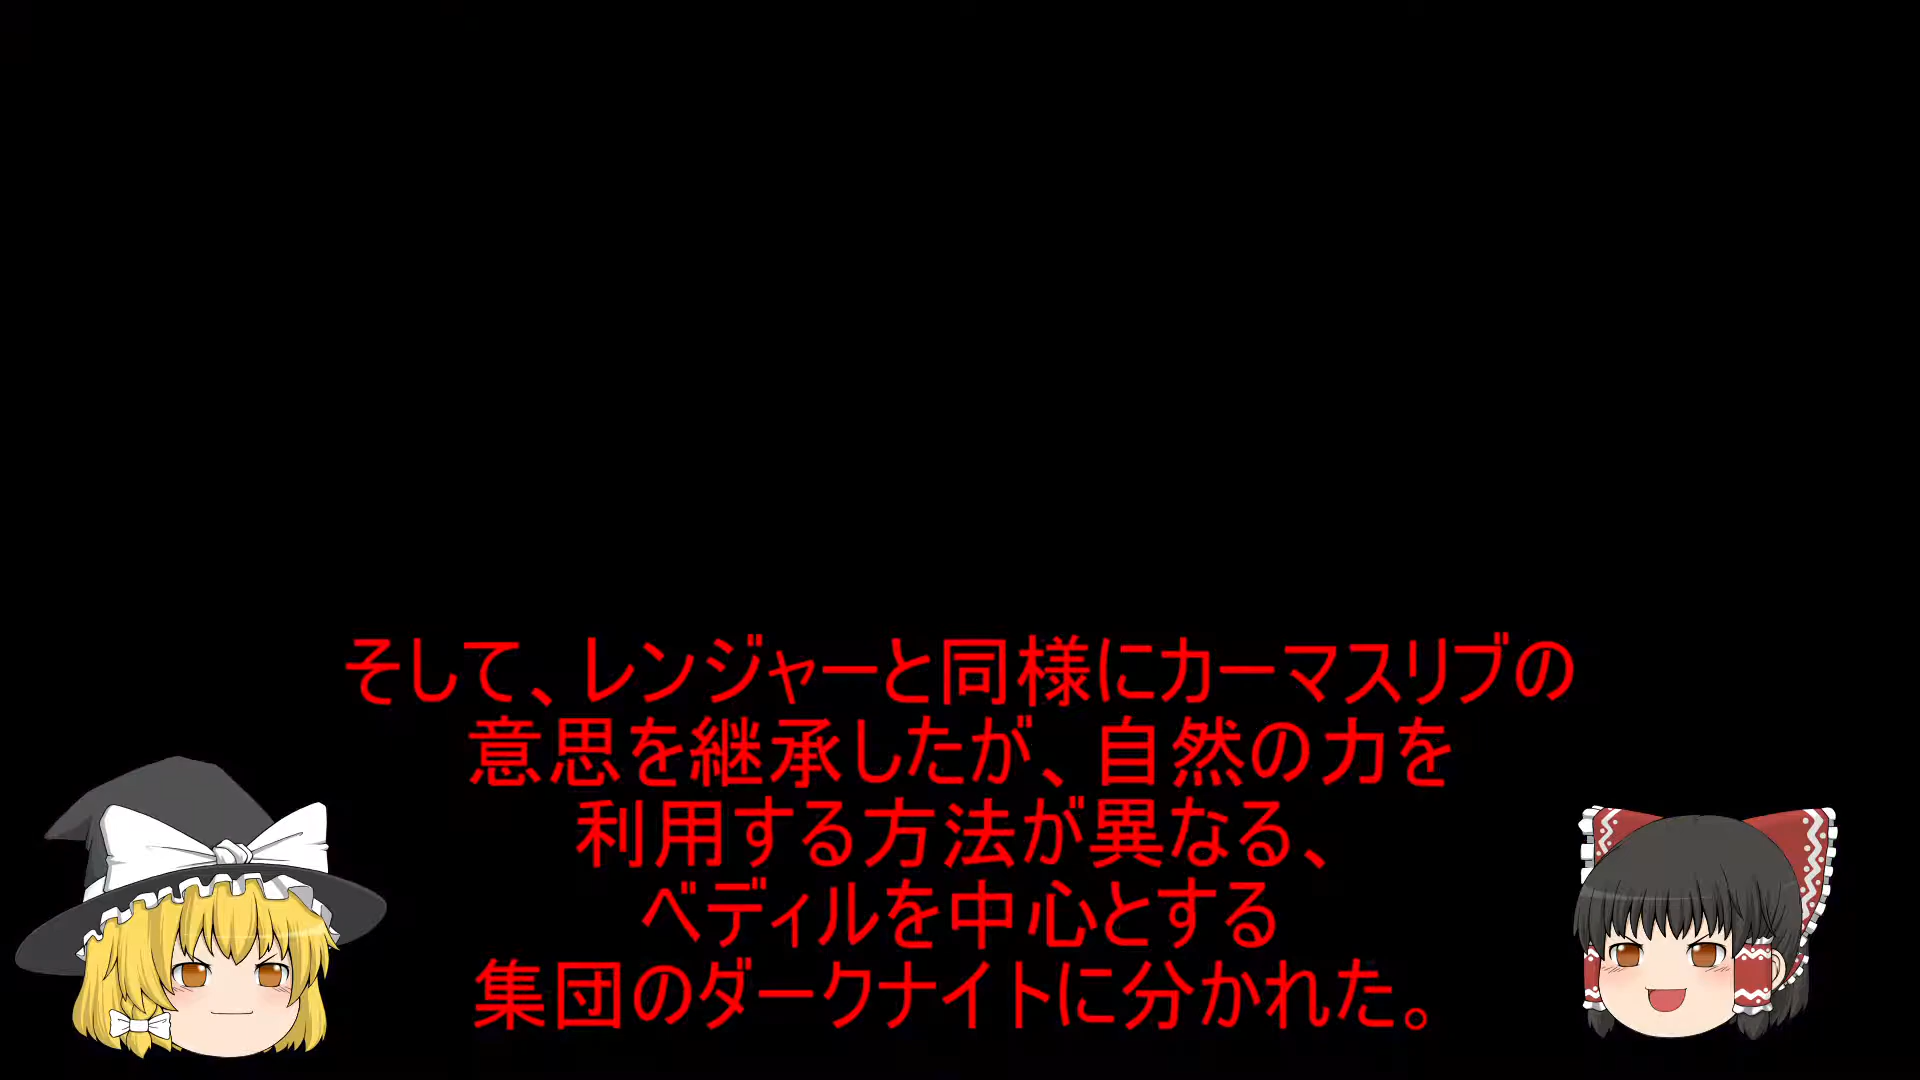 そして、レンジャーと同様にカーマスリブの
意思を継承したが、自然の力を
利用する方法が異なる、
ベディルを中心とする
集団のダークナイトに分かれた。